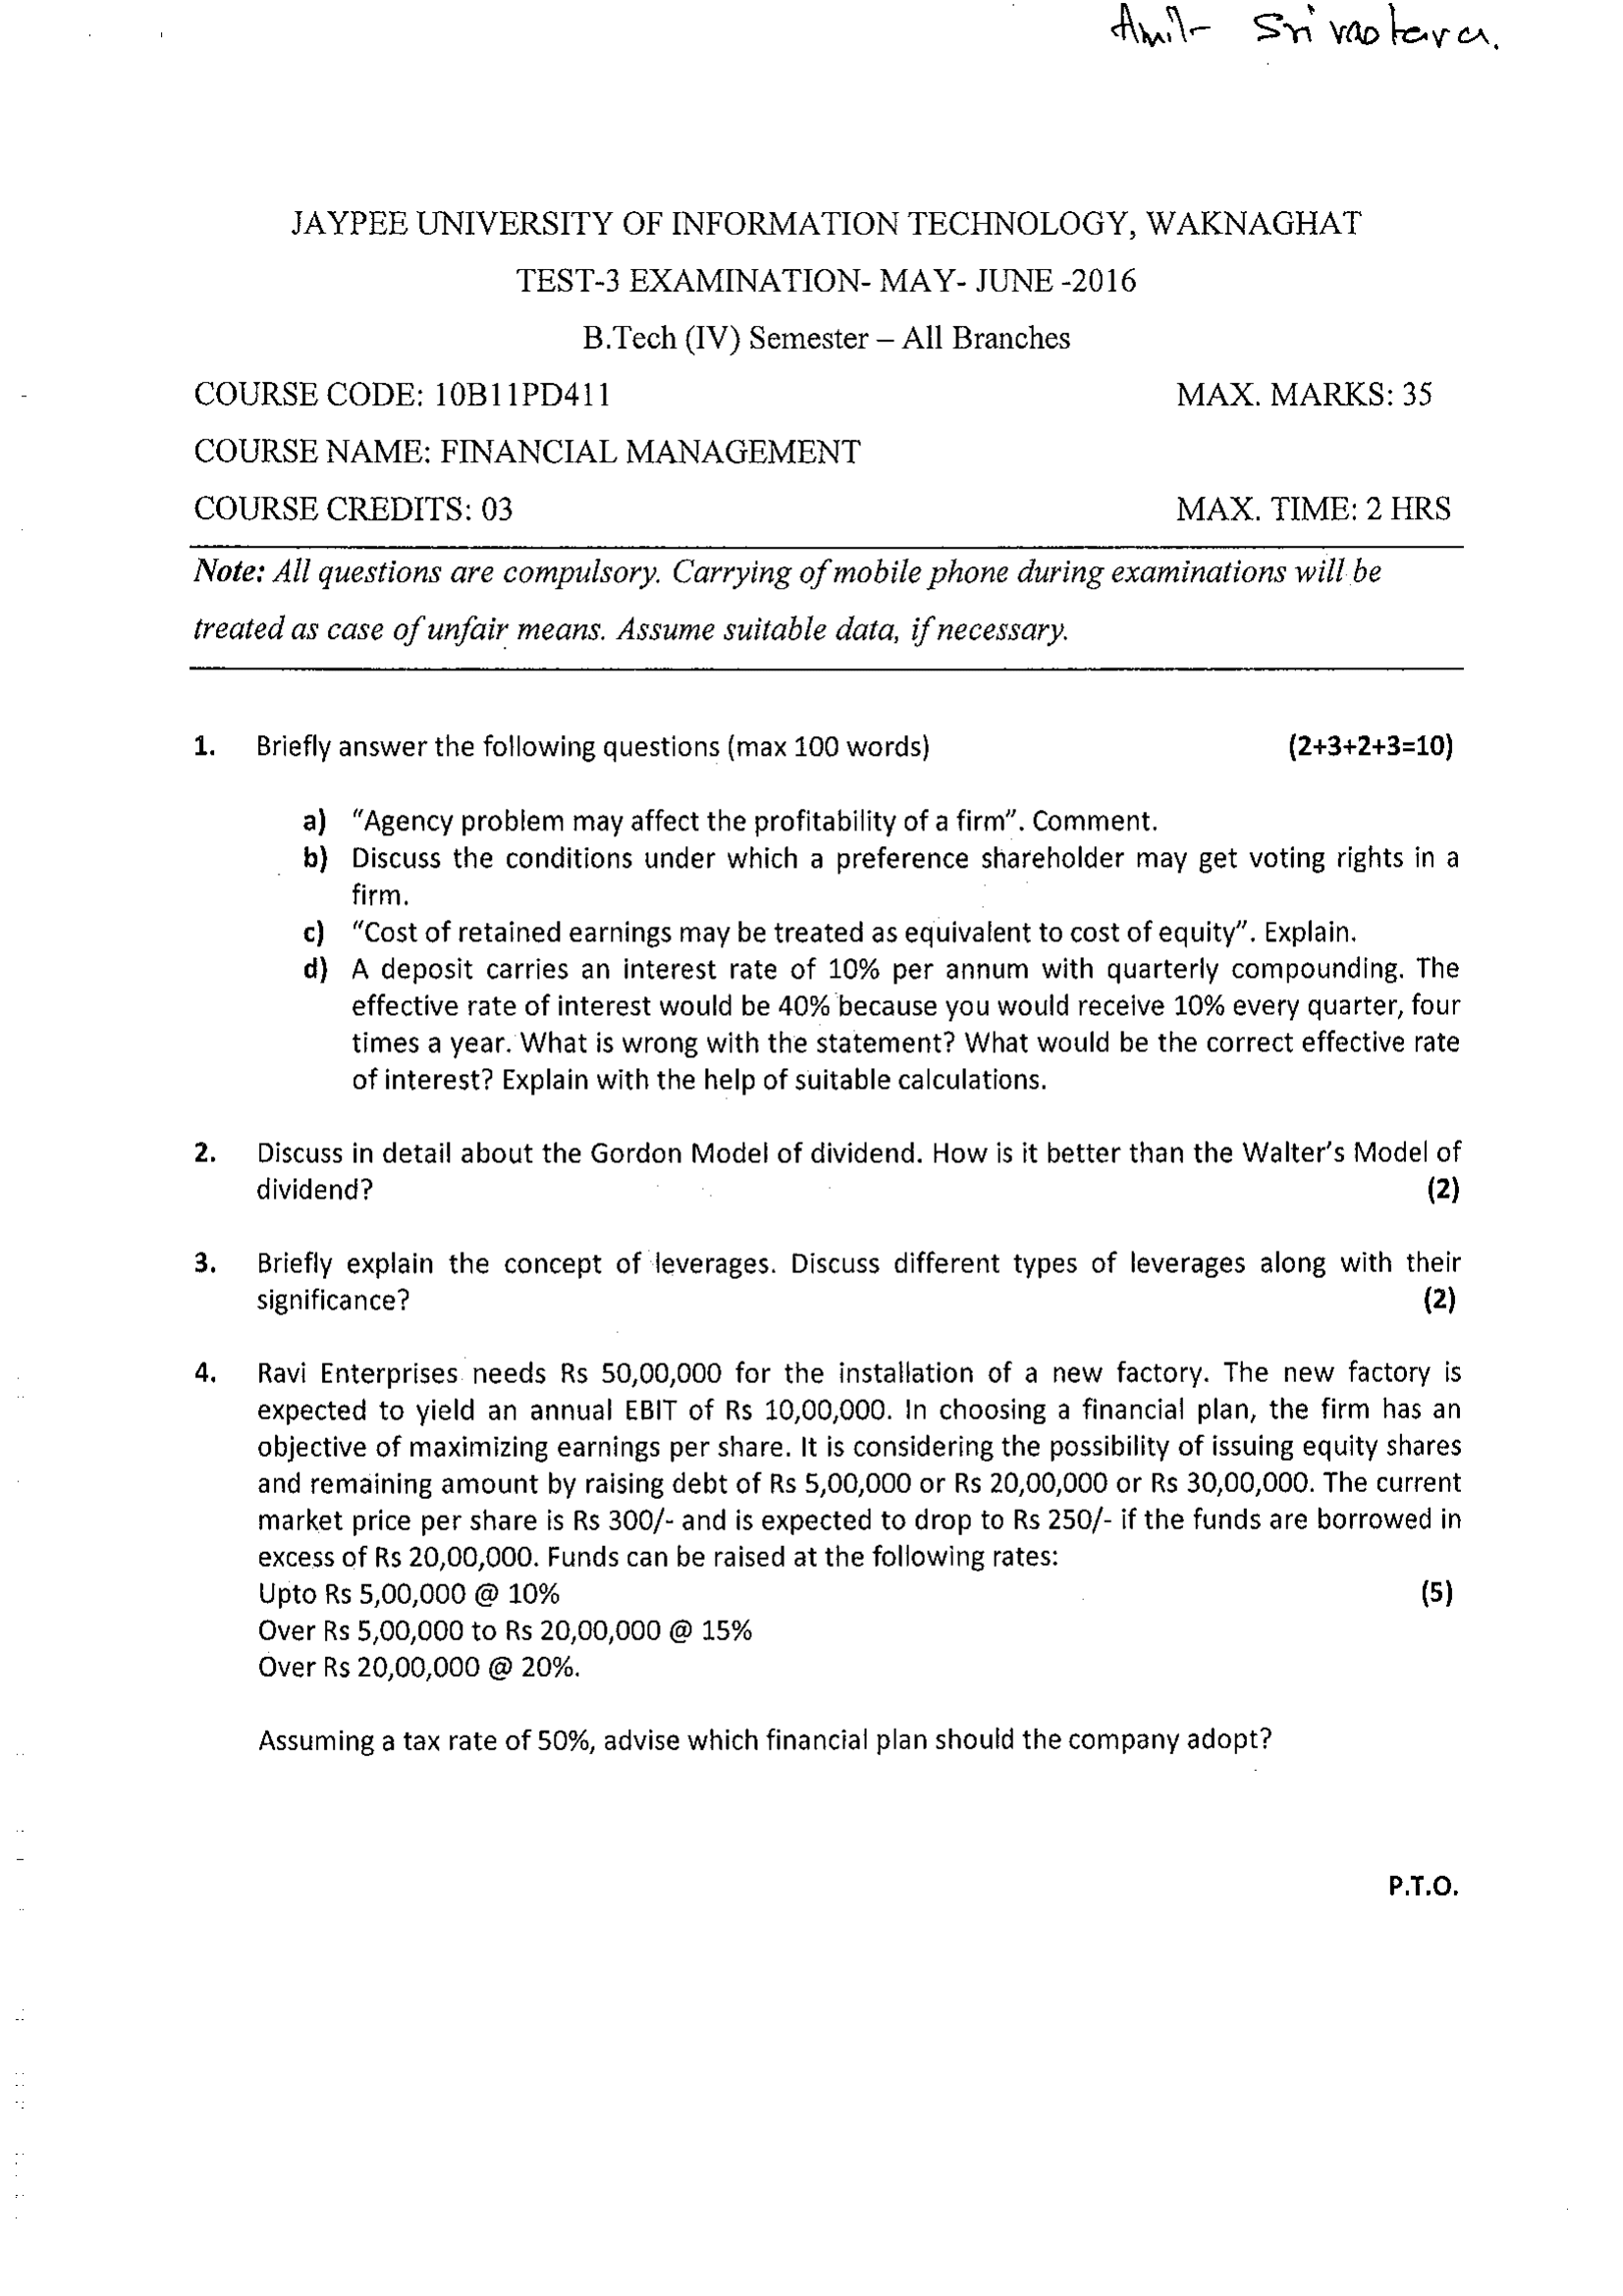 Amit Srivastava.
JAYPEE UNIVERSITY OF INFORMATION TECHNOLOGY, WAKNAGHAT
TEST-3 EXAMINATION- MAY- JUNE -2016
B.Tech (IV) Semester – All Branches
COURSE CODE: 10B11PD411 MAX. MARKS: 35
COURSE NAME: FINANCIAL MANAGEMENT
COURSE CREDITS: 03 MAX. TIME: 2 HRS
Note: All questions are compulsory. Carrying of mobile phone during examinations will be
treated as case of unfair means. Assume suitable data, if necessary.
1. Briefly answer the following questions (max 100 words) (2+3+2+3=10)
a) “Agency problem may affect the profitability of a firm”. Comment.
b) Discuss the conditions under which a preference shareholder may get voting rights in a
firm.
c) “Cost of retained earnings may be treated as equivalent to cost of equity”. Explain.
d) A deposit carries an interest rate of 10% per annum with quarterly compounding. The
effective rate of interest would be 40% because you would receive 10% every quarter, four
times a year. What is wrong with the statement? What would be the correct effective rate
of interest? Explain with the help of suitable calculations.
2. Discuss in detail about the Gordon Model of dividend. How is it better than the Walter’s Model of
dividend? (2)
3. Briefly explain the concept of leverages. Discuss different types of leverages along with their
significance? (2)
4. Ravi Enterprises needs Rs 50,00,000 for the installation of a new factory. The new factory is
expected to yield an annual EBIT of Rs 10,00,000. In choosing a financial plan, the firm has an
objective of maximizing earnings per share. It is considering the possibility of issuing equity shares
and remaining amount by raising debt of Rs 5,00,000 or Rs 20,00,000 or Rs 30,00,000. The current
market price per share is Rs 300/- and is expected to drop to Rs 250/- if the funds are borrowed in
excess of Rs 20,00,000. Funds can be raised at the following rates:
Upto Rs 5,00,000 @ 10% (5)
Over Rs 5,00,000 to Rs 20,00,000 @ 15%
Over Rs 20,00,000 @ 20%.
Assuming a tax rate of 50%, advise which financial plan should the company adopt?
P.T.O.